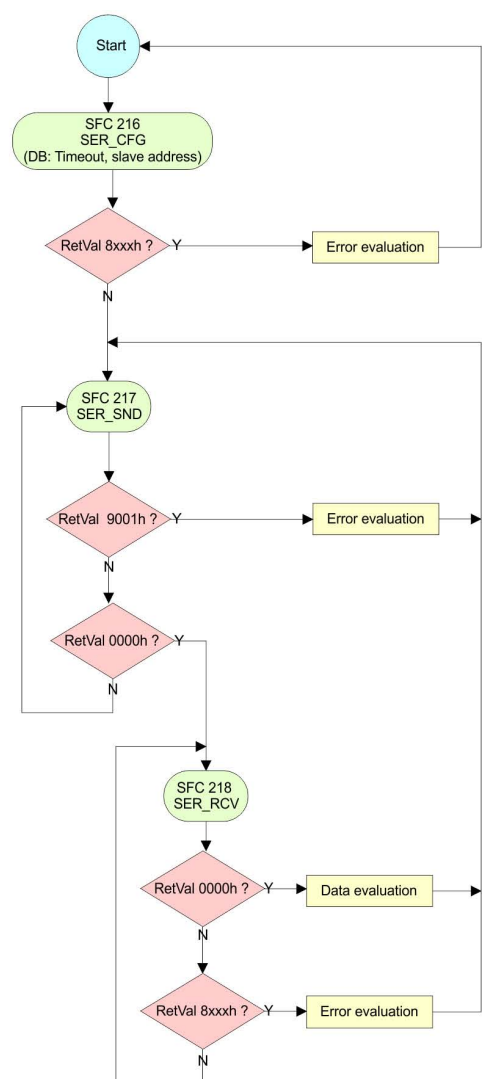 Start
SFC 216
SER_CFG
(DB: Timeout, slave address)
RetVal 8xxxh ?
Y
Error evaluation
N
SFC 217
SER_SND
RetVal 9001h ?
Y
Error evaluation
N
RetVal 0000h ?
Y
N
SFC 218
SER_RCV
RetVal 0000h ?
Y
Data evaluation
N
RetVal 8xxxh ?
Y
Error evaluation
N